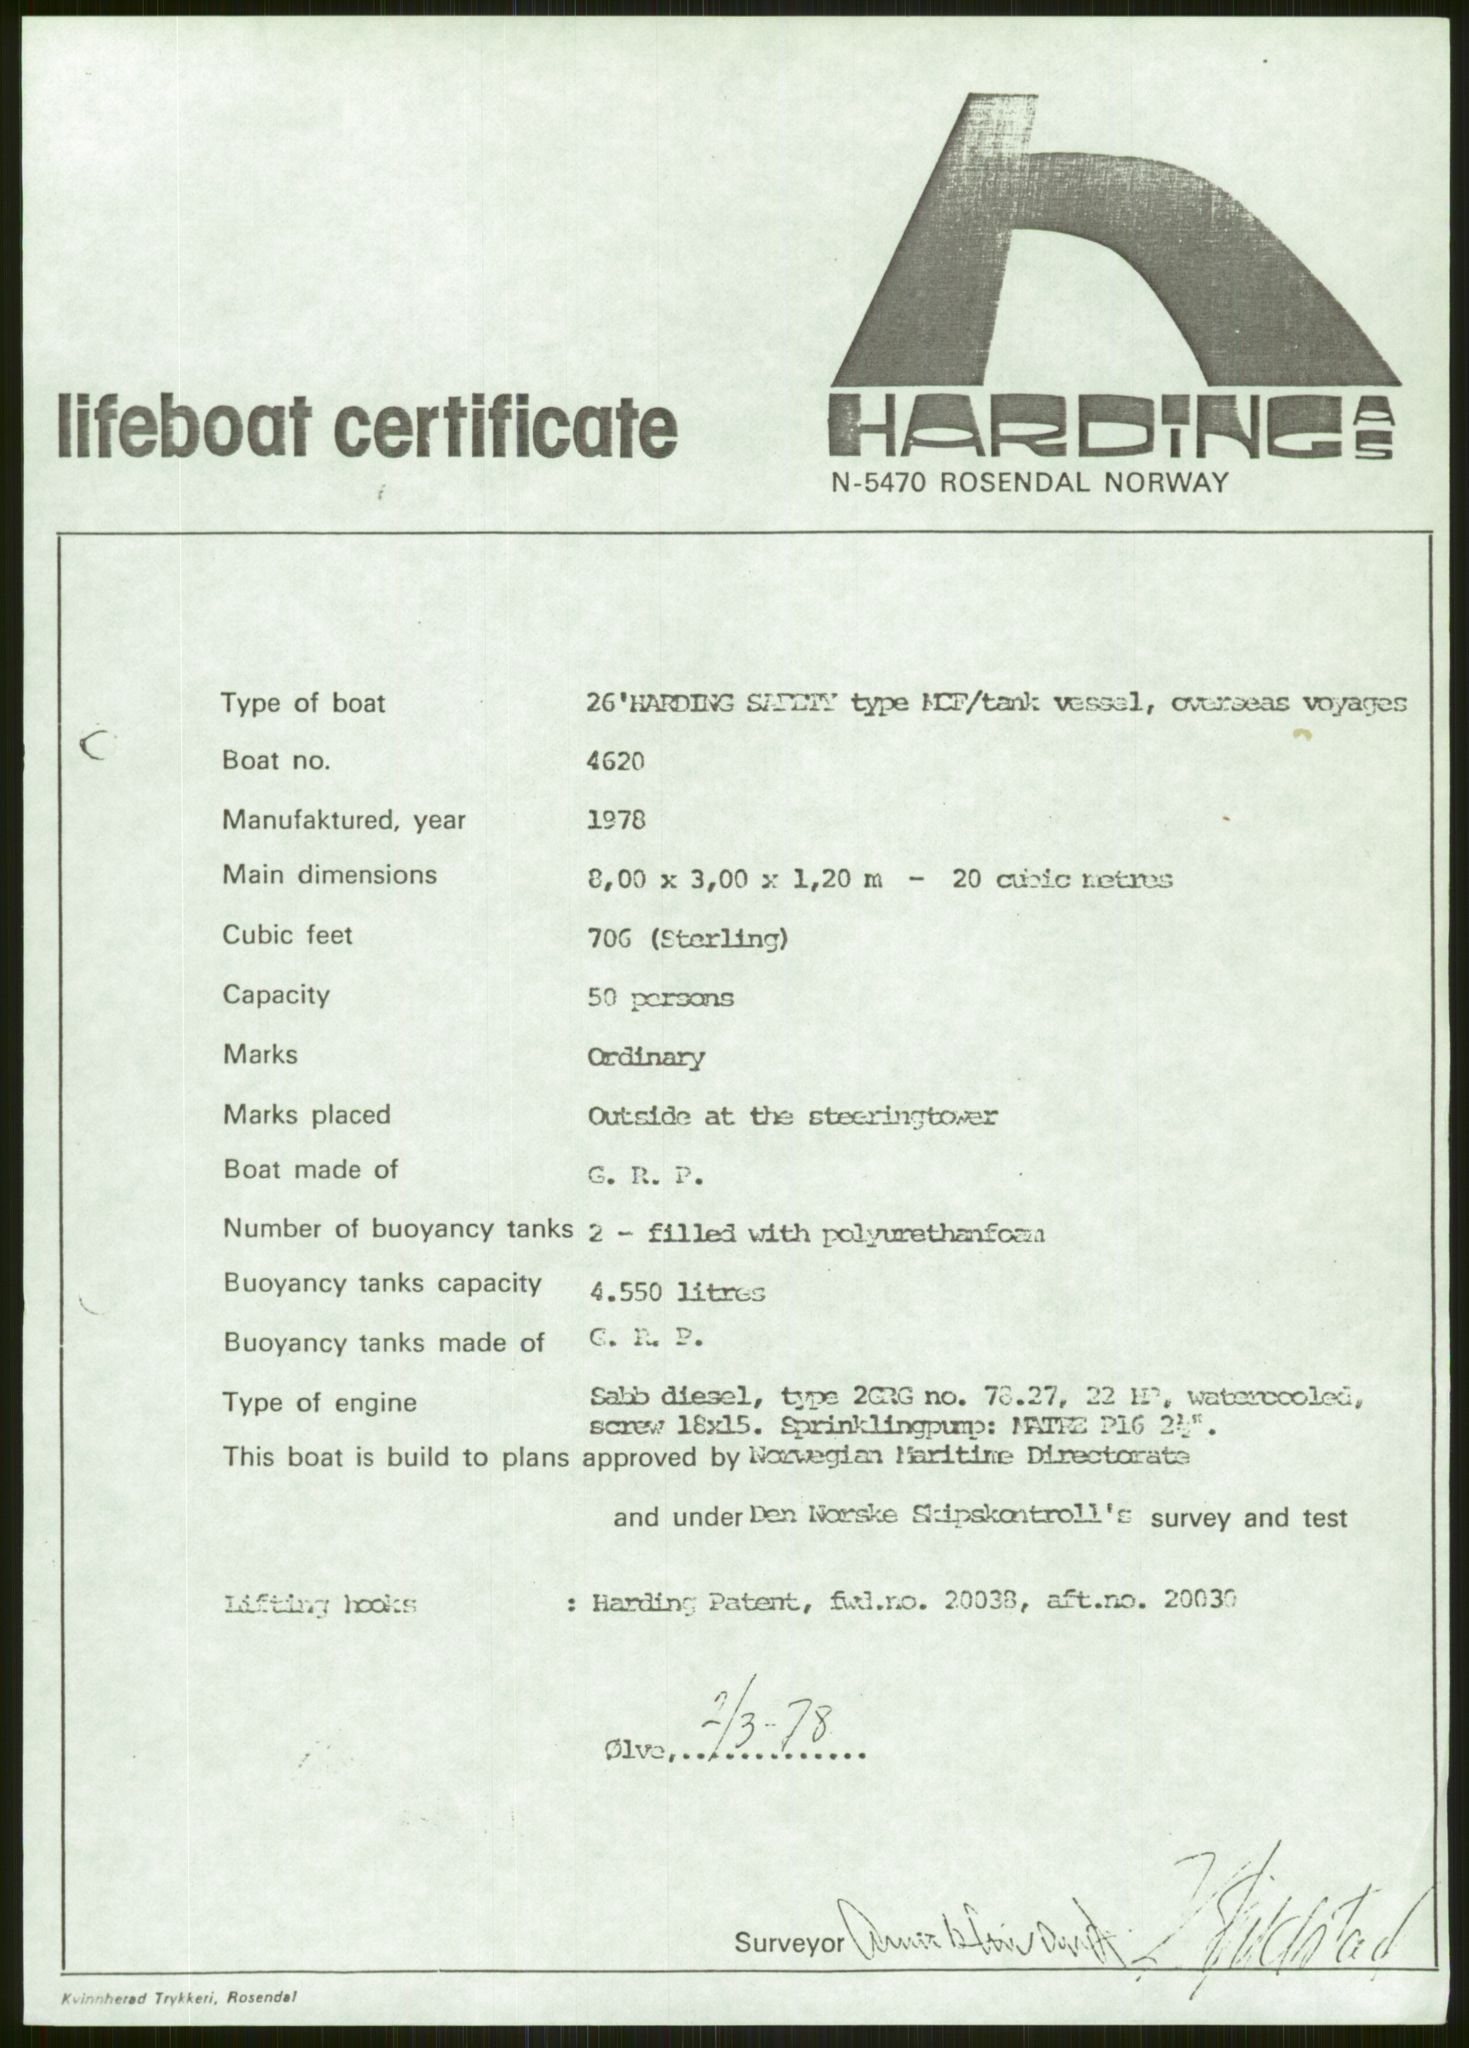 lifeboat certificate
HARDING A/S
N-5470 ROSENDAL NORWAY
Type of boat 26'HARDING SAFETY type MCF/tank vessel, overseas voyages
Boat no. 4620
Manufaktured, year 1978
Main dimensions 8,00 x 3,00 x 1,20 m - 20 cubic metres
Cubic feet 706 (Sterling)
Capacity 50 persons
Marks Ordinary
Marks placed Outside at the steeringtower
Boat made of G. R. P.
Number of buoyancy tanks 2 - filled with polyurethanfoam
Buoyancy tanks capacity 4.550 litres
Buoyancy tanks made of G. R. P.
Type of engine Sabb diesel, type 2GRG no. 78.27, 22 HP, watercooled,
screw 18x15. Sprinklingpump: MATRE P16 2½".
This boat is build to plans approved by Norwegian Maritime Directorate
and under Den Norske Skipskontroll's survey and test
Lifting hooks : Harding Patent, fwd.no. 20038, aft.no. 20030
Ølve, 2/3-78
Surveyor
Kvinnherad Trykkeri, Rosendal